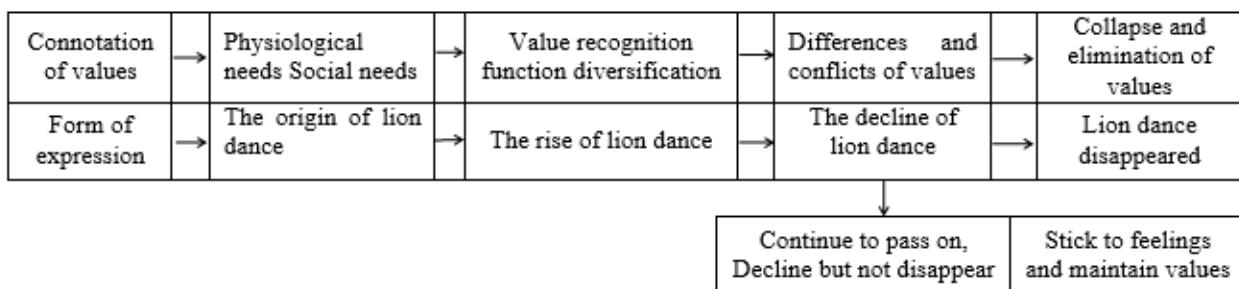 Connotation
of values
Physiological
needs Social needs
Value recognition
function diversification
Differences and
conflicts of values
Collapse and
elimination of
values
Form of
expression
The origin of lion
dance
The rise of lion dance
The decline of
lion dance
Lion dance
disappeared
Continue to pass on,
Decline but not disappear
Stick to feelings
and maintain values